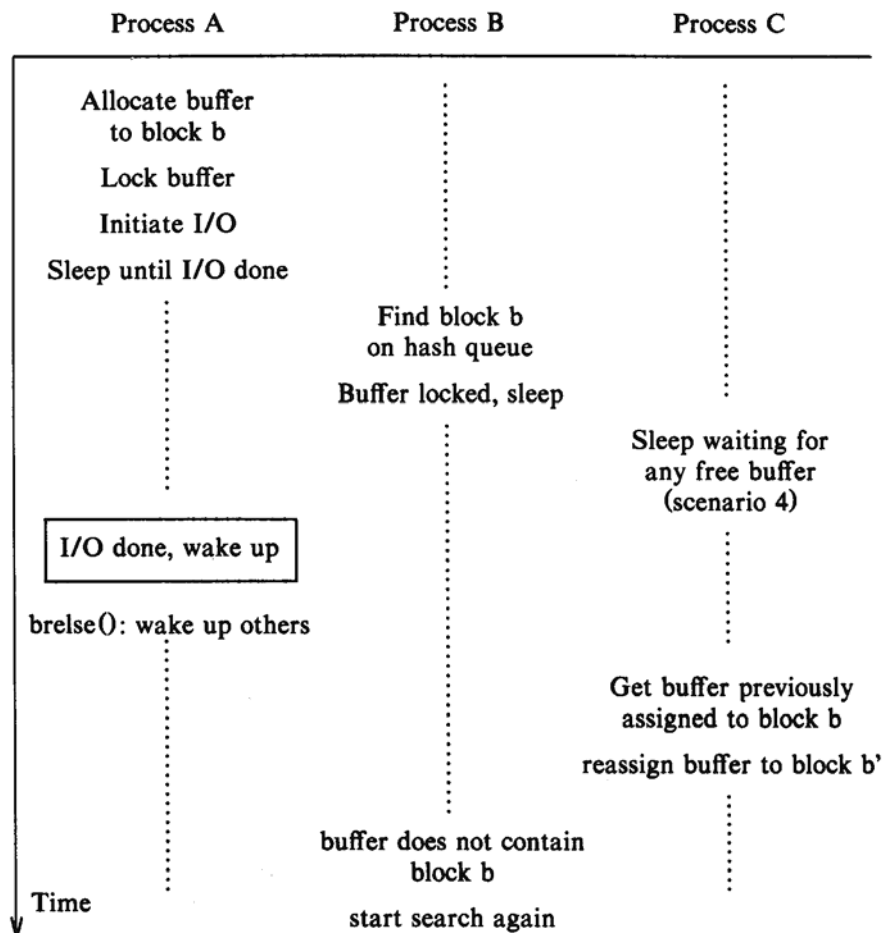 Process A
Process B
Process C
Allocate buffer
to block b
Lock buffer
Initiate I/O
Sleep until I/O done
Find block b
on hash queue
Buffer locked, sleep
Sleep waiting for
any free buffer
(scenario 4)
I/O done, wake up
brelse(): wake up others
Get buffer previously
assigned to block b
reassign buffer to block b'
buffer does not contain
block b
start search again
Time